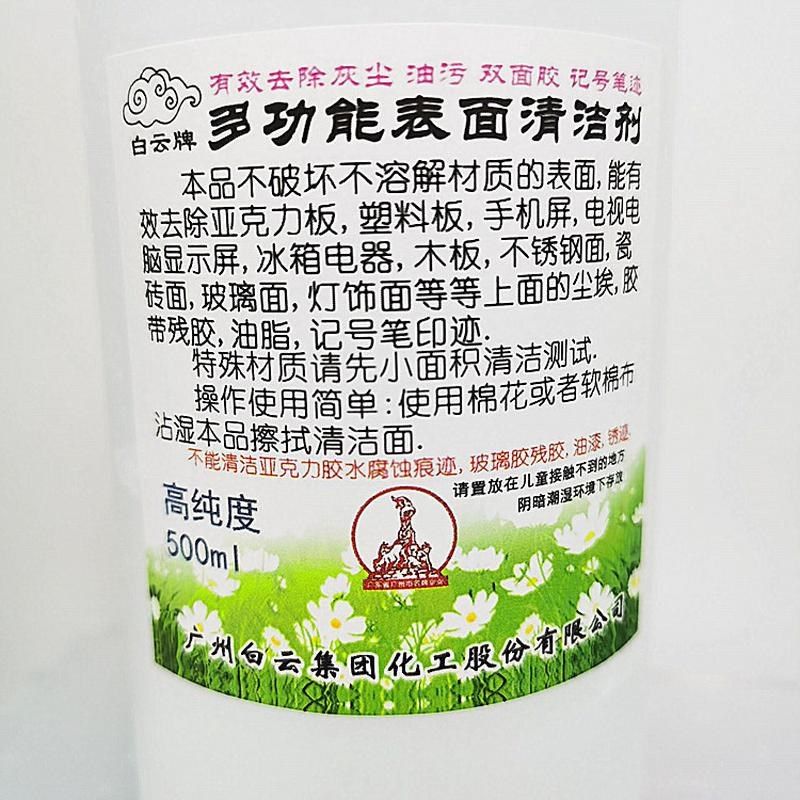 有效去除灰尘 油污 双面胶 记号笔迹
白云牌
多功能表面清洁剂
本品不破坏不溶解材质的表面,能有
效去除亚克力板,塑料板,手机屏,电视电
脑显示屏,冰箱电器,木板,不锈钢面,瓷
砖面,玻璃面,灯饰面等等上面的尘埃,胶
带残胶,油脂,记号笔印迹.
特殊材质请先小面积清洁测试.
操作使用简单:使用棉花或者软棉布
沾湿本品擦拭清洁面.
不能清洁亚克力胶水腐蚀痕迹,玻璃胶残胶,油漆,锈迹.
请置放在儿童接触不到的地方
阴暗潮湿环境下存放
高纯度
500ml
广州白云集团化工股份有限公司